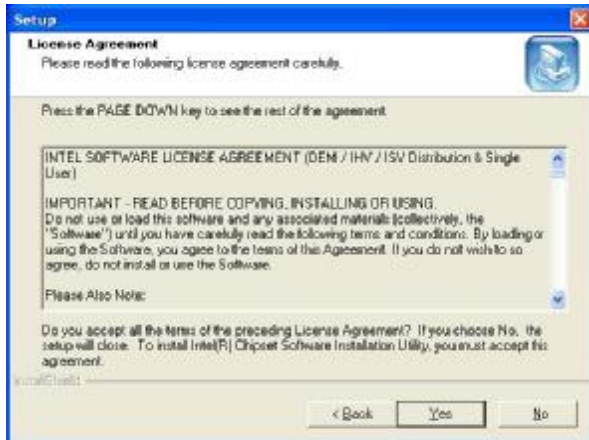 Setup
License Agreement
Please read the following license agreement carefully.
Press the PAGE DOWN key to see the rest of the agreement.
INTEL SOFTWARE LICENSE AGREEMENT (OEM / IHV / ISV Distribution & Single
User)
IMPORTANT - READ BEFORE COPYING, INSTALLING OR USING.
Do not use or load this software and any associated materials (collectively, the
"Software") until you have carefully read the following terms and conditions. By loading or
using the Software, you agree to the terms of this Agreement. If you do not wish to so
agree, do not install or use the Software.
Please Also Note:
Do you accept all the terms of the preceding License Agreement? If you choose No, the
setup will close. To install Intel(R) Chipset Software Installation Utility, you must accept this
agreement.
InstallShield
< Back
Yes
No